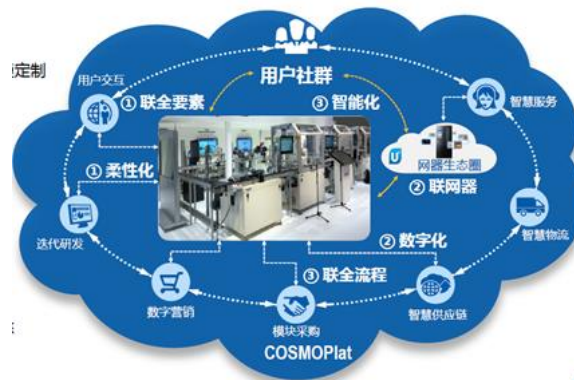 定制
用户社群
用户交互
①联全要素
③智能化
智慧服务
网器生态圈
①柔性化
②联网器
迭代研发
②数字化
智慧物流
③联全流程
数字营销
模块采购
智慧供应链
COSMOPlat